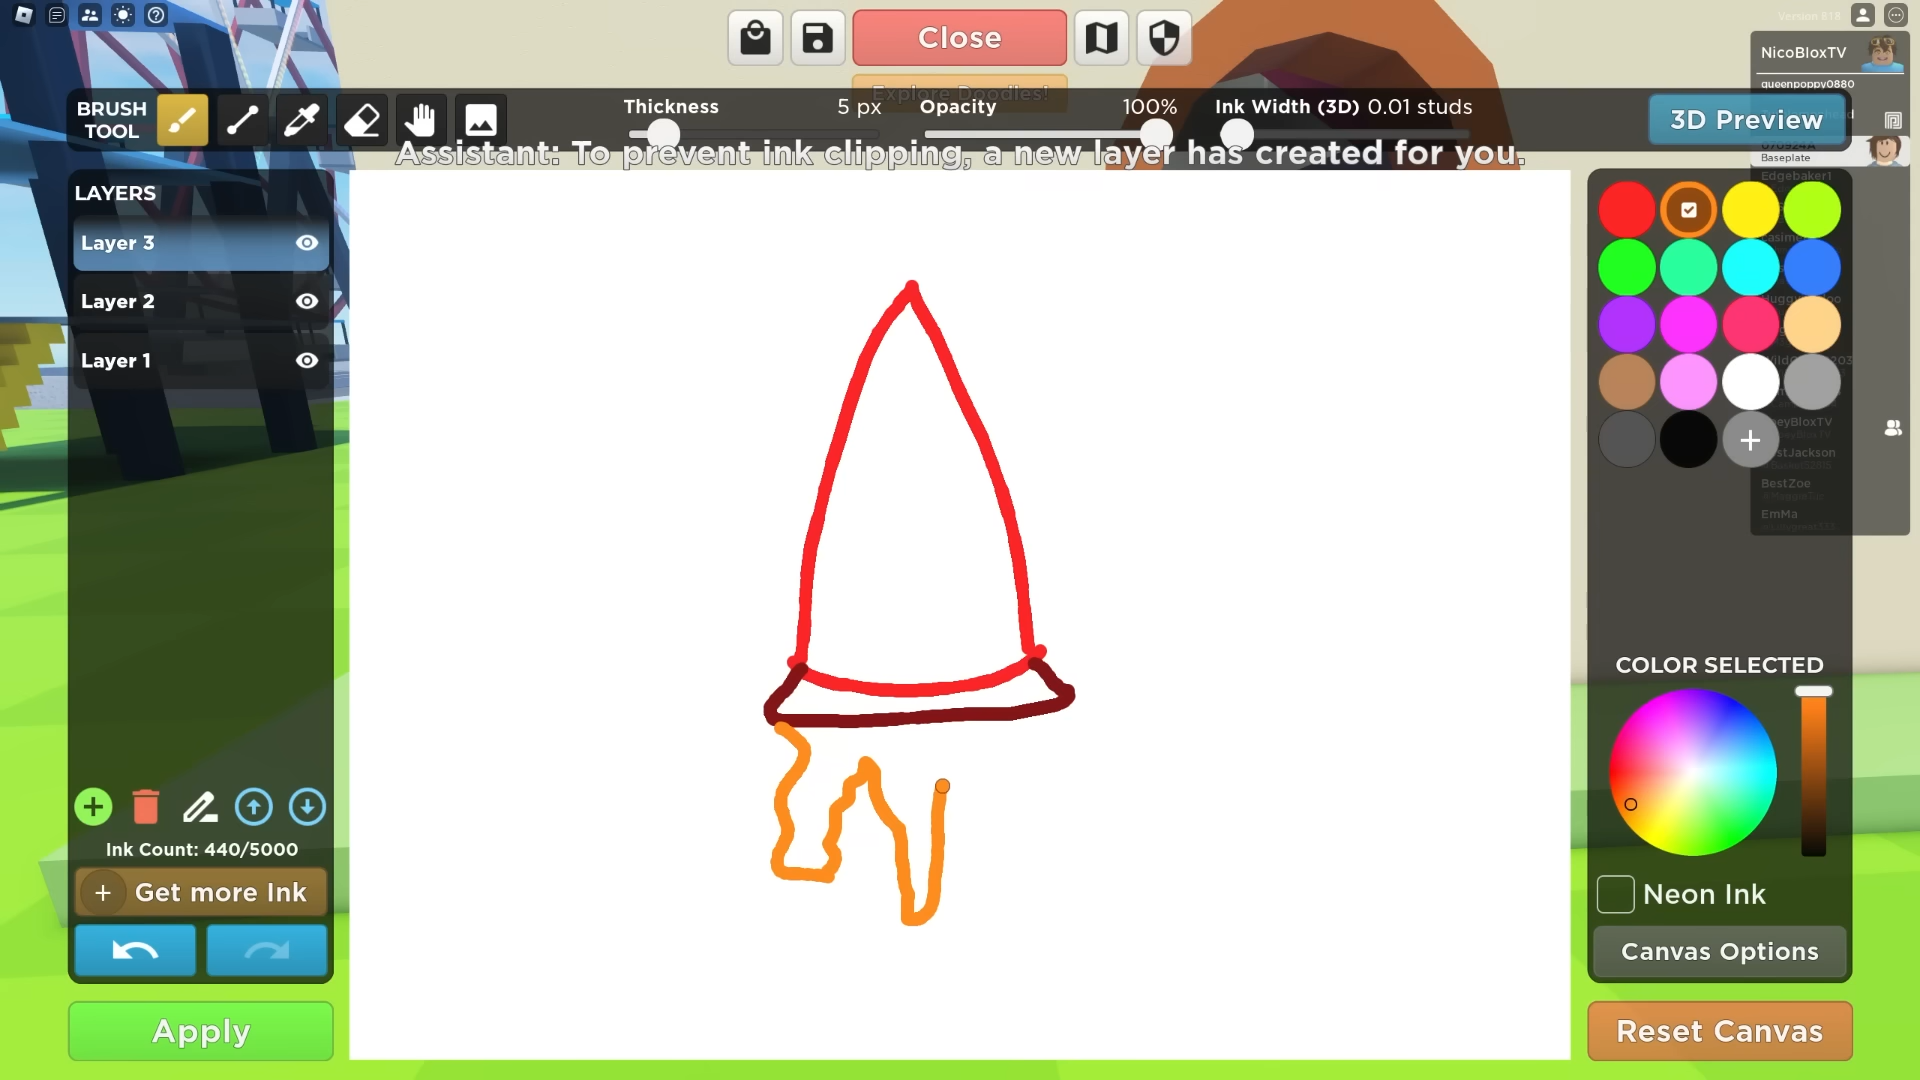 Version 818
Close
NicoBloxTV
queenpoppy0880
Explore Doodles!
BRUSH TOOL
Thickness 5 px
Opacity 100%
Ink Width (3D) 0.01 studs
3D Preview
Assistant: To prevent ink clipping, a new layer has created for you.
Baseplate
Edgebaker1
LAYERS
Layer 3
Layer 2
Layer 1
BestZoe
EmMa
COLOR SELECTED
Ink Count: 440/5000
Get more Ink
Neon Ink
Canvas Options
Apply
Reset Canvas